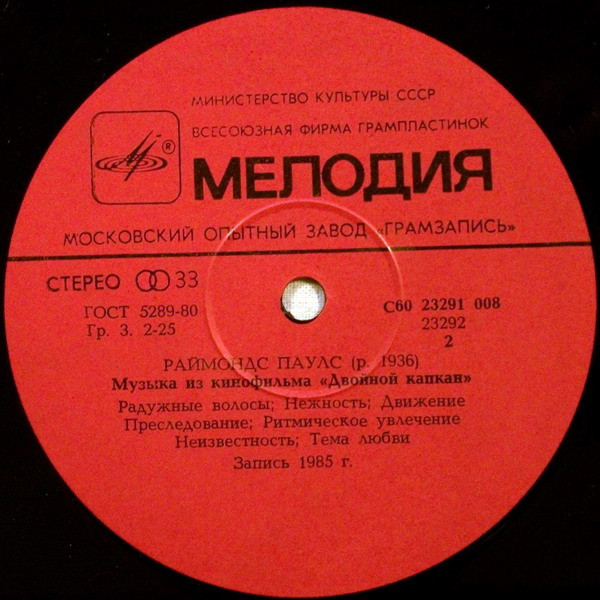 МИНИСТЕРСТВО КУЛЬТУРЫ СССР
ВСЕСОЮЗНАЯ ФИРМА ГРАМПЛАСТИНОК
®
МЕЛОДИЯ
МОСКОВСКИЙ ОПЫТНЫЙ ЗАВОД «ГРАМЗАПИСЬ»
СТЕРЕО 33
ГОСТ 5289-80
Гр. 3. 2-25
С60 23291 008
23292
2
РАЙМОНДС ПАУЛС (р. 1936)
Музыка из кинофильма «Двойной капкан»
Радужные волосы; Нежность; Движение
Преследование; Ритмическое увлечение
Неизвестность; Тема любви
Запись 1985 г.